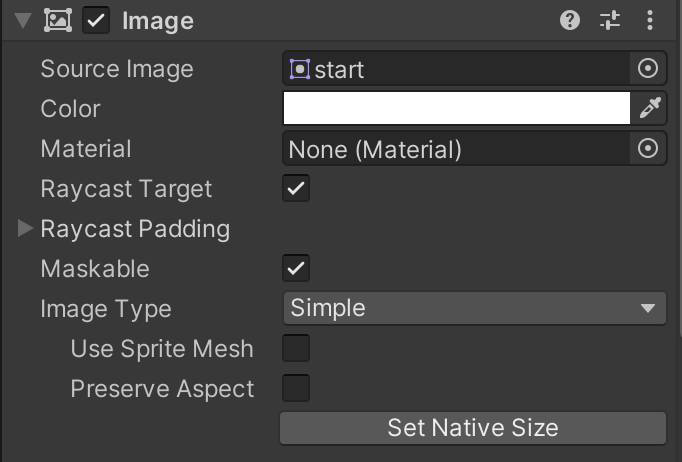 Image
Source Image start
Color
Material None (Material)
Raycast Target
Raycast Padding
Maskable
Image Type Simple
Use Sprite Mesh
Preserve Aspect
Set Native Size